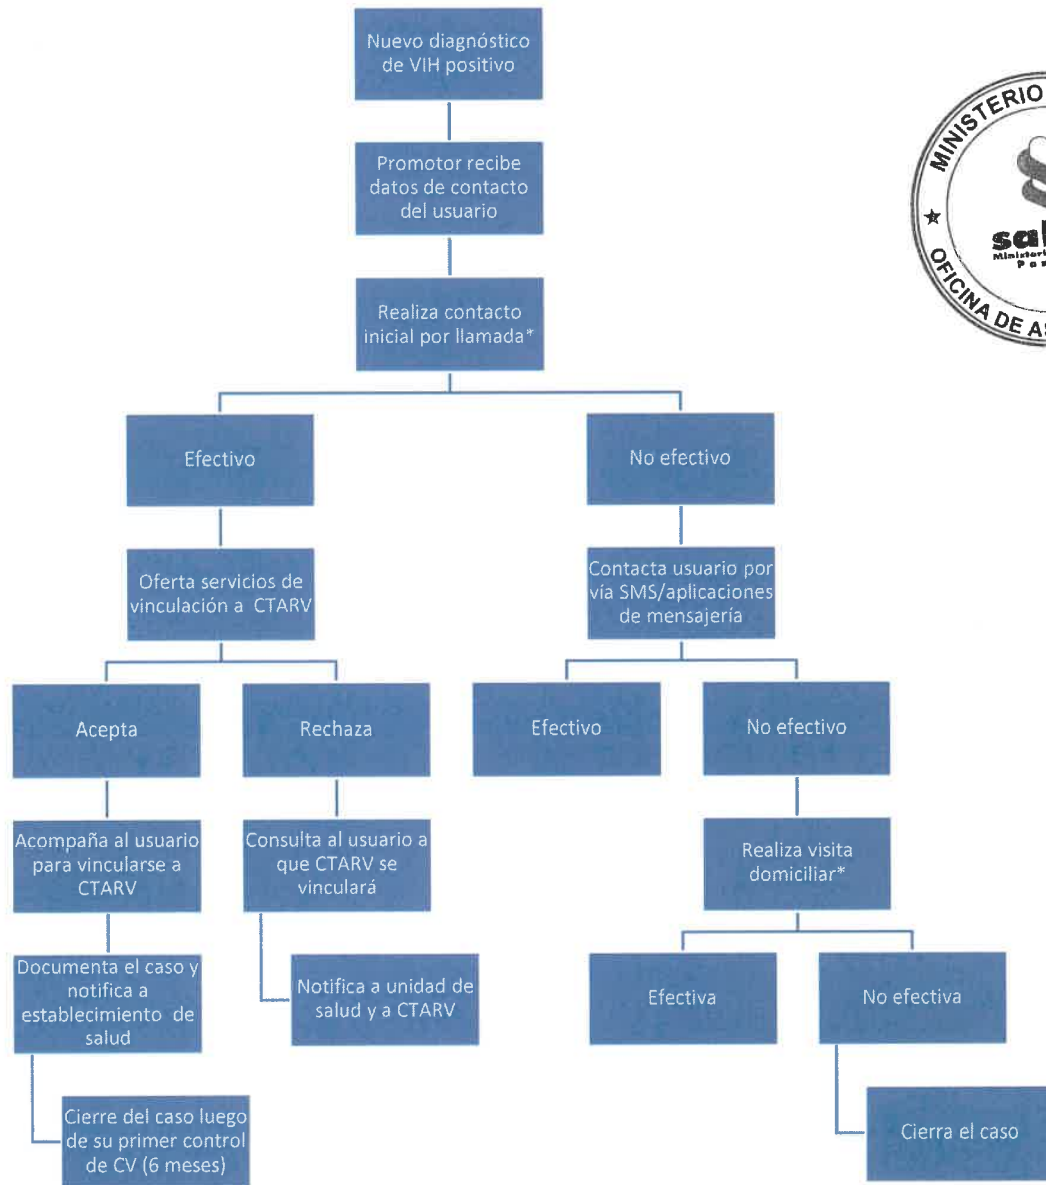 Nuevo diagnóstico
de VIH positivo
Promotor recibe
datos de contacto
del usuario
Realiza contacto
inicial por llamada*
Efectivo
No efectivo
Oferta servicios de
vinculación a CTARV
Contacta usuario por
vía SMS/aplicaciones
de mensajería
Acepta
Rechaza
Efectivo
No efectivo
Acompaña al usuario
para vincularse a
CTARV
Consulta al usuario a
que CTARV se
vinculará
Realiza visita
domiciliar*
Documenta el caso y
notifica a
establecimiento de
salud
Notifica a unidad de
salud y a CTARV
Efectiva
No efectiva
Cierre del caso luego
de su primer control
de CV (6 meses)
Cierra el caso
MINISTERIO
OFICINA DE